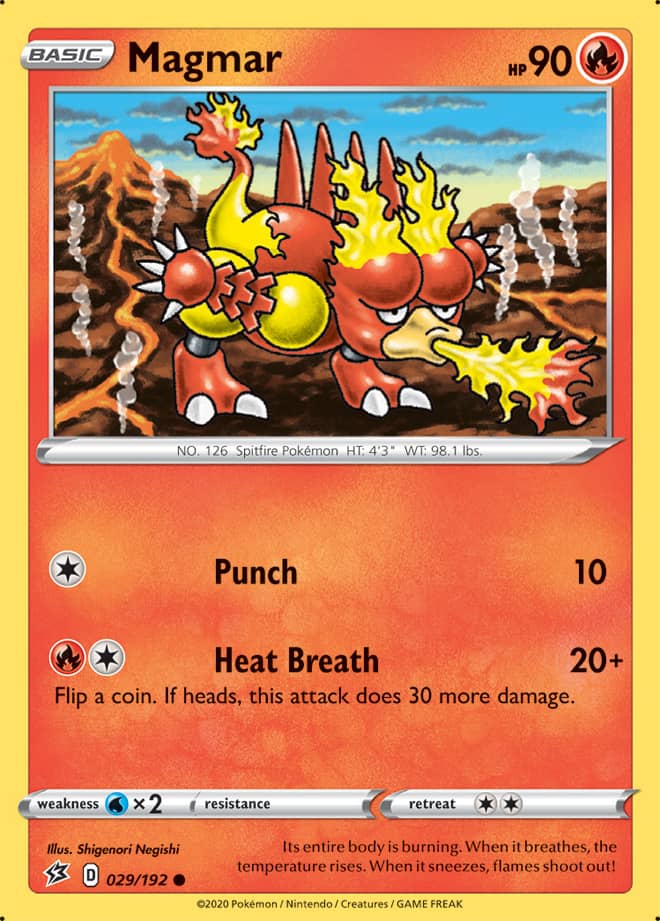 BASIC Magmar HP 90
NO. 126 Spitfire Pokémon HT: 4'3" WT: 98.1 lbs.
Punch 10
Heat Breath 20+
Flip a coin. If heads, this attack does 30 more damage.
weakness ×2 resistance retreat
Illus. Shigenori Negishi
D 029/192
Its entire body is burning. When it breathes, the
temperature rises. When it sneezes, flames shoot out!
©2020 Pokémon / Nintendo / Creatures / GAME FREAK